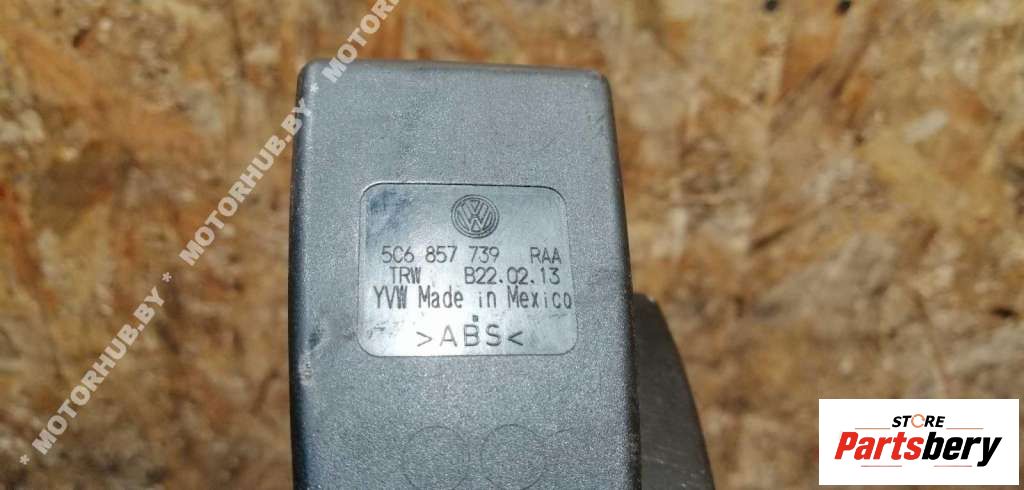 * MOTORHUB.BY * MOTORHUB.BY * MOTORHUB.BY
5C6 857 739 RAA
TRW B22.02.13
YVW Made in Mexico
>ABS<
STORE
Partsbery